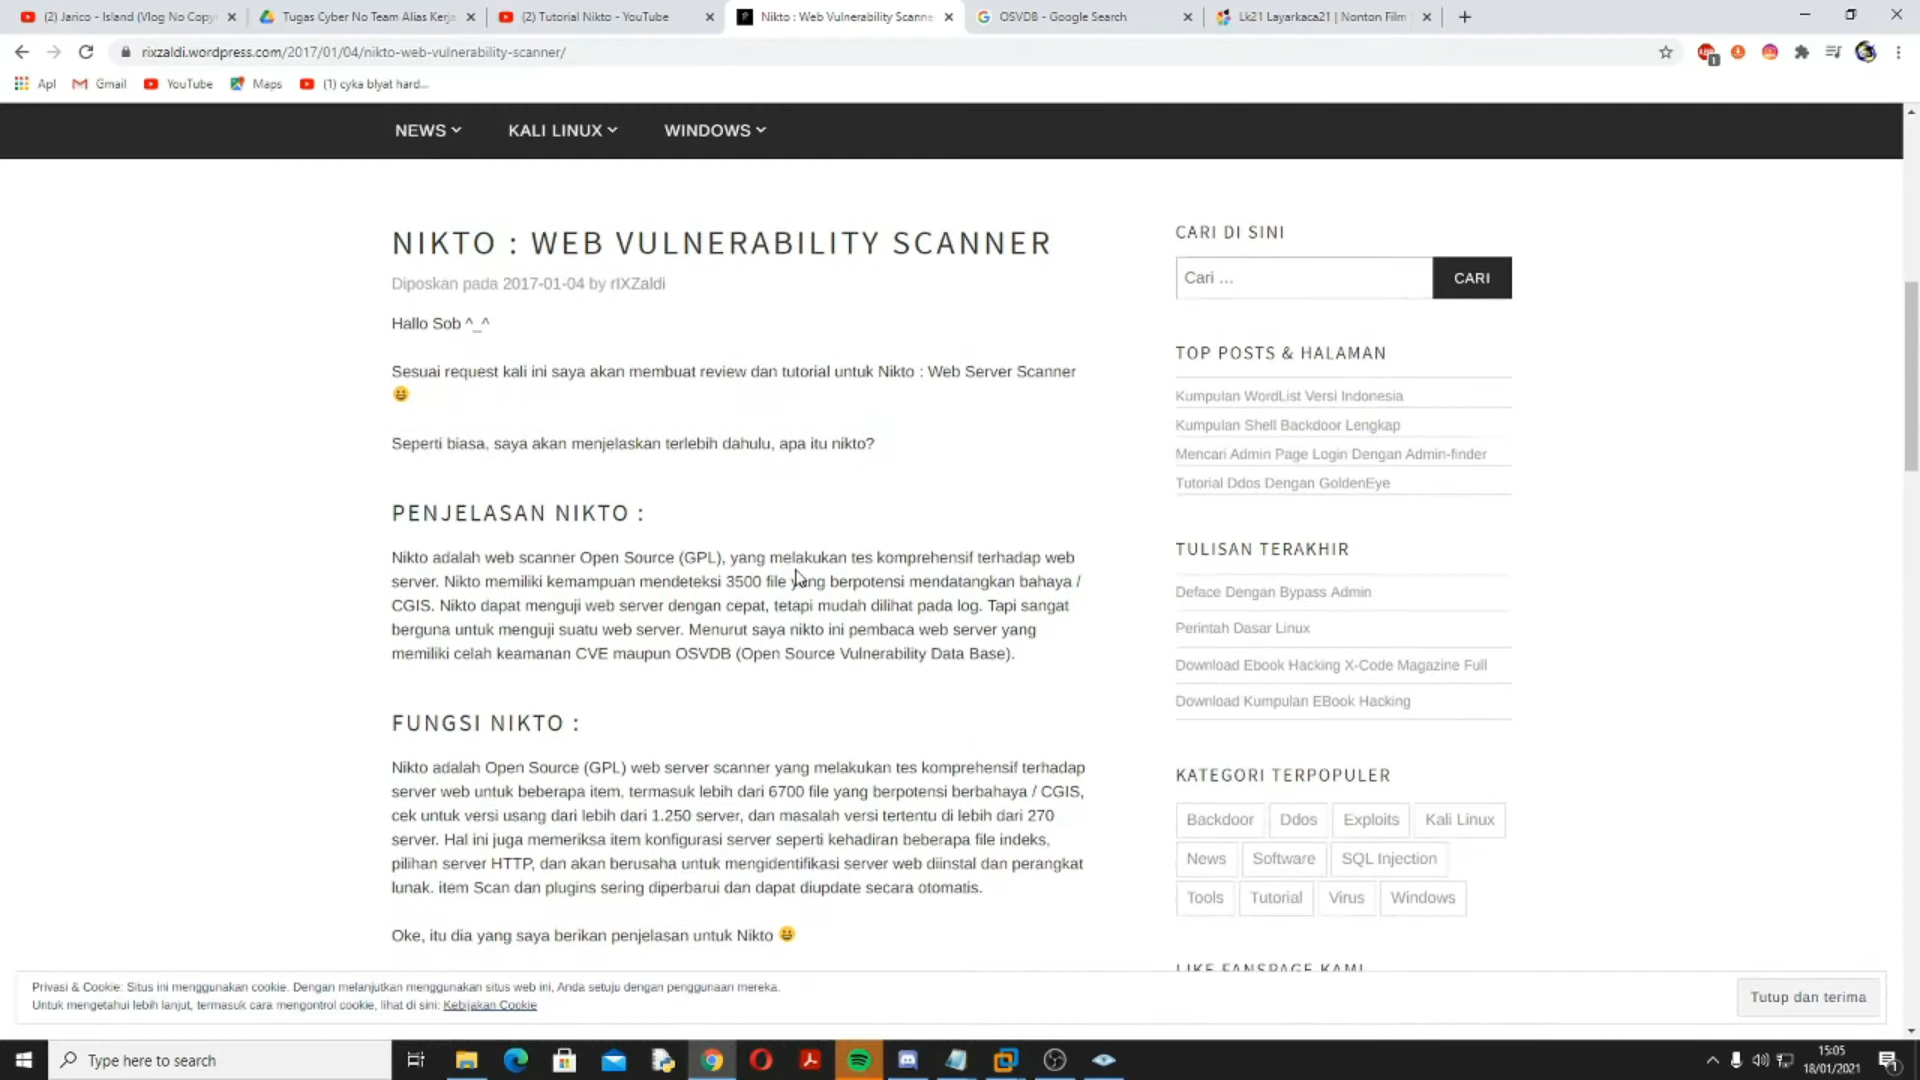 (2) Jarico - Island (Vlog No Copy
Tugas Cyber No Team Alias Kerja
(2) Tutorial Nikto - YouTube
Nikto : Web Vulnerability Scanne
OSVDB - Google Search
Lk21 Layarkaca21 | Nonton Film
rixzaldi.wordpress.com/2017/01/04/nikto-web-vulnerability-scanner/
Apl
Gmail
YouTube
Maps
(1) cyka blyat hard...
NEWS
KALI LINUX
WINDOWS
NIKTO : WEB VULNERABILITY SCANNER
Diposkan pada 2017-01-04 by rIXZaldi
Hallo Sob ^_^
Sesuai request kali ini saya akan membuat review dan tutorial untuk Nikto : Web Server Scanner
😀
Seperti biasa, saya akan menjelaskan terlebih dahulu, apa itu nikto?
PENJELASAN NIKTO :
Nikto adalah web scanner Open Source (GPL), yang melakukan tes komprehensif terhadap web
server. Nikto memiliki kemampuan mendeteksi 3500 file yang berpotensi mendatangkan bahaya /
CGIS. Nikto dapat menguji web server dengan cepat, tetapi mudah dilihat pada log. Tapi sangat
berguna untuk menguji suatu web server. Menurut saya nikto ini pembaca web server yang
memiliki celah keamanan CVE maupun OSVDB (Open Source Vulnerability Data Base).
FUNGSI NIKTO :
Nikto adalah Open Source (GPL) web server scanner yang melakukan tes komprehensif terhadap
server web untuk beberapa item, termasuk lebih dari 6700 file yang berpotensi berbahaya / CGIS,
cek untuk versi usang dari lebih dari 1.250 server, dan masalah versi tertentu di lebih dari 270
server. Hal ini juga memeriksa item konfigurasi server seperti kehadiran beberapa file indeks,
pilihan server HTTP, dan akan berusaha untuk mengidentifikasi server web diinstal dan perangkat
lunak. item Scan dan plugins sering diperbarui dan dapat diupdate secara otomatis.
Oke, itu dia yang saya berikan penjelasan untuk Nikto 😀
CARI DI SINI
Cari ...
CARI
TOP POSTS & HALAMAN
Kumpulan WordList Versi Indonesia
Kumpulan Shell Backdoor Lengkap
Mencari Admin Page Login Dengan Admin-finder
Tutorial Ddos Dengan GoldenEye
TULISAN TERAKHIR
Deface Dengan Bypass Admin
Perintah Dasar Linux
Download Ebook Hacking X-Code Magazine Full
Download Kumpulan EBook Hacking
KATEGORI TERPOPULER
Backdoor
Ddos
Exploits
Kali Linux
News
Software
SQL Injection
Tools
Tutorial
Virus
Windows
LIKE FANSPAGE KAMI
Privasi & Cookie: Situs ini menggunakan cookie. Dengan melanjutkan menggunakan situs web ini, Anda setuju dengan penggunaan mereka.
Untuk mengetahui lebih lanjut, termasuk cara mengontrol cookie, lihat di sini: Kebijakan Cookie
Tutup dan terima
Type here to search
15:05
18/01/2021